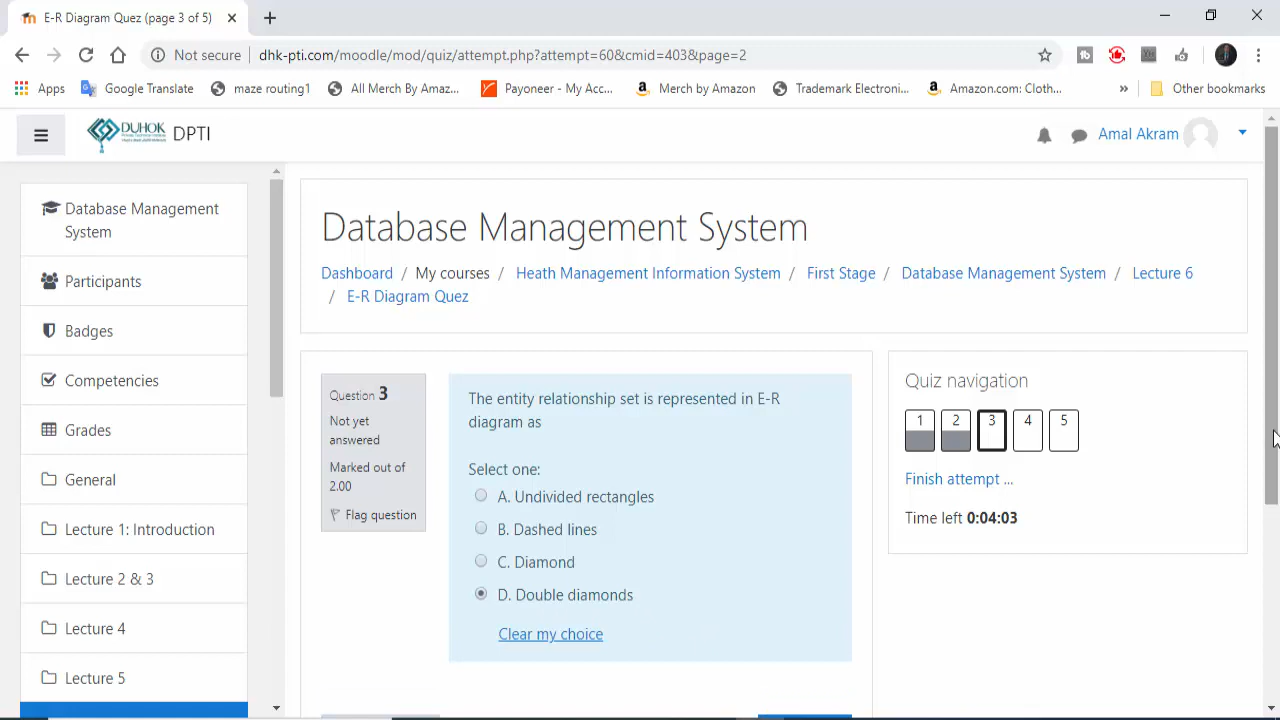 E-R Diagram Quez (page 3 of 5)
Not secure
dhk-pti.com/moodle/mod/quiz/attempt.php?attempt=60&cmid=403&page=2
Apps
Google Translate
maze routing1
All Merch By Amaz...
Payoneer - My Acc...
Merch by Amazon
Trademark Electroni...
Amazon.com: Cloth...
»
Other bookmarks
DUHOK
DPTI
Amal Akram
Database Management
System
Participants
Badges
Competencies
Grades
General
Lecture 1: Introduction
Lecture 2 & 3
Lecture 4
Lecture 5
Database Management System
Dashboard / My courses / Heath Management Information System / First Stage / Database Management System / Lecture 6
/ E-R Diagram Quez
Question 3
Not yet
answered
Marked out of
2.00
Flag question
The entity relationship set is represented in E-R
diagram as
Select one:
A. Undivided rectangles
B. Dashed lines
C. Diamond
D. Double diamonds
Clear my choice
Quiz navigation
1 2 3 4 5
Finish attempt ...
Time left 0:04:03